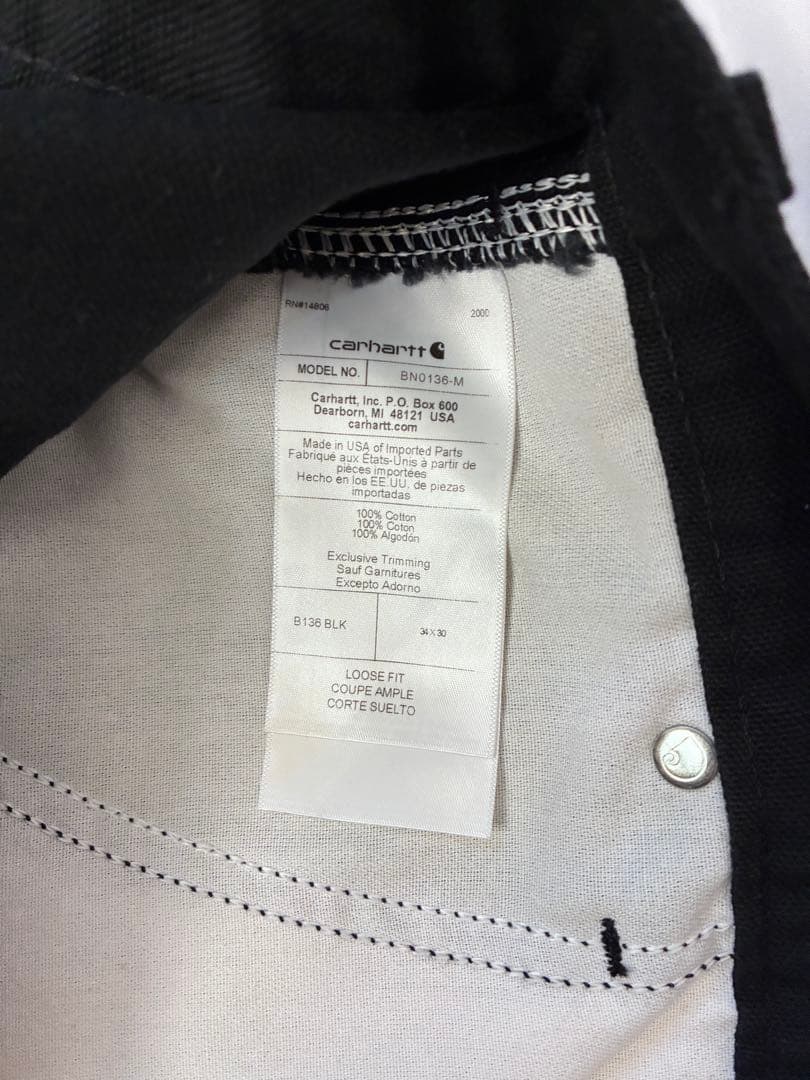 RN#14806 2000
carhartt
MODEL NO. BN0136-M
Carhartt, Inc. P.O. Box 600
Dearborn, MI 48121 USA
carhartt.com
Made in USA of Imported Parts
Fabriqué aux États-Unis à partir de
pièces importées
Hecho en los EE.UU. de piezas
importadas
100% Cotton
100% Coton
100% Algodón
Exclusive Trimming
Sauf Garnitures
Excepto Adorno
B136 BLK 34X30
LOOSE FIT
COUPE AMPLE
CORTE SUELTO